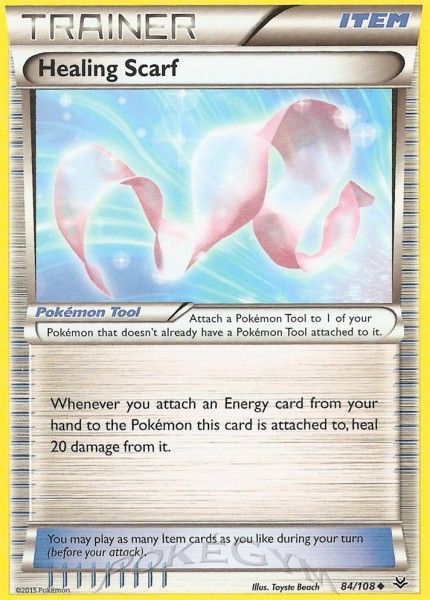 TRAINER ITEM
Healing Scarf
Pokémon Tool
Attach a Pokémon Tool to 1 of your
Pokémon that doesn't already have a Pokémon Tool attached to it.
Whenever you attach an Energy card from your
hand to the Pokémon this card is attached to, heal
20 damage from it.
You may play as many Item cards as you like during your turn
(before your attack).
POKEGYM
©2015 Pokémon
Illus. Toyste Beach
84/108